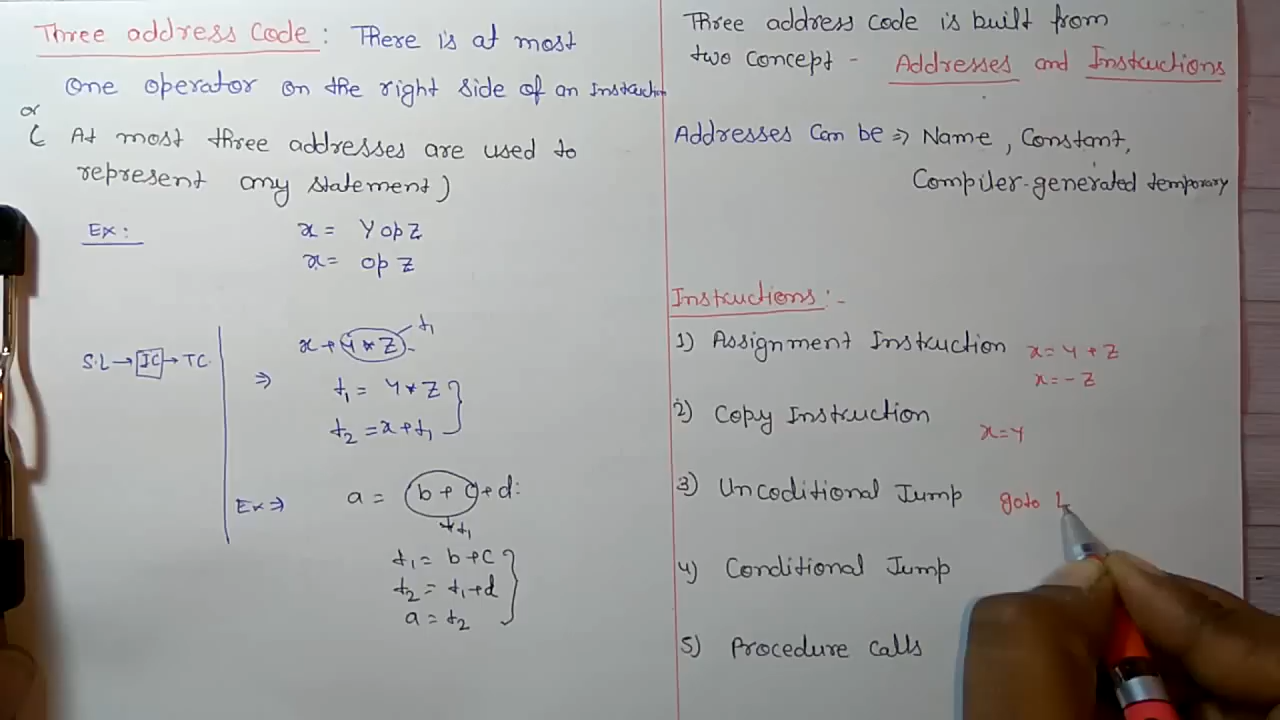 Three address Code : There is at most
one operator on the right side of an Instruction
or
( At most three addresses are used to
represent any statement)
Ex :
x = Y op Z
x = op Z
S.L → IC → TC
x + Y * Z
t1
⇒
t1 = Y * Z
t2 = x + t1
Ex ⇒
a = b + c + d :
t1
t1 = b + c
t2 = t1 + d
a = t2
Three address code is built from
two concept - Addresses and Instructions
Addresses Can be ⇒ Name , Constant,
Compiler-generated temporary
Instructions :-
1) Assignment Instruction x = y + z
x = - z
2) Copy Instruction x = y
3) Uncoditional Jump goto L
4) Conditional Jump
5) Procedure Calls